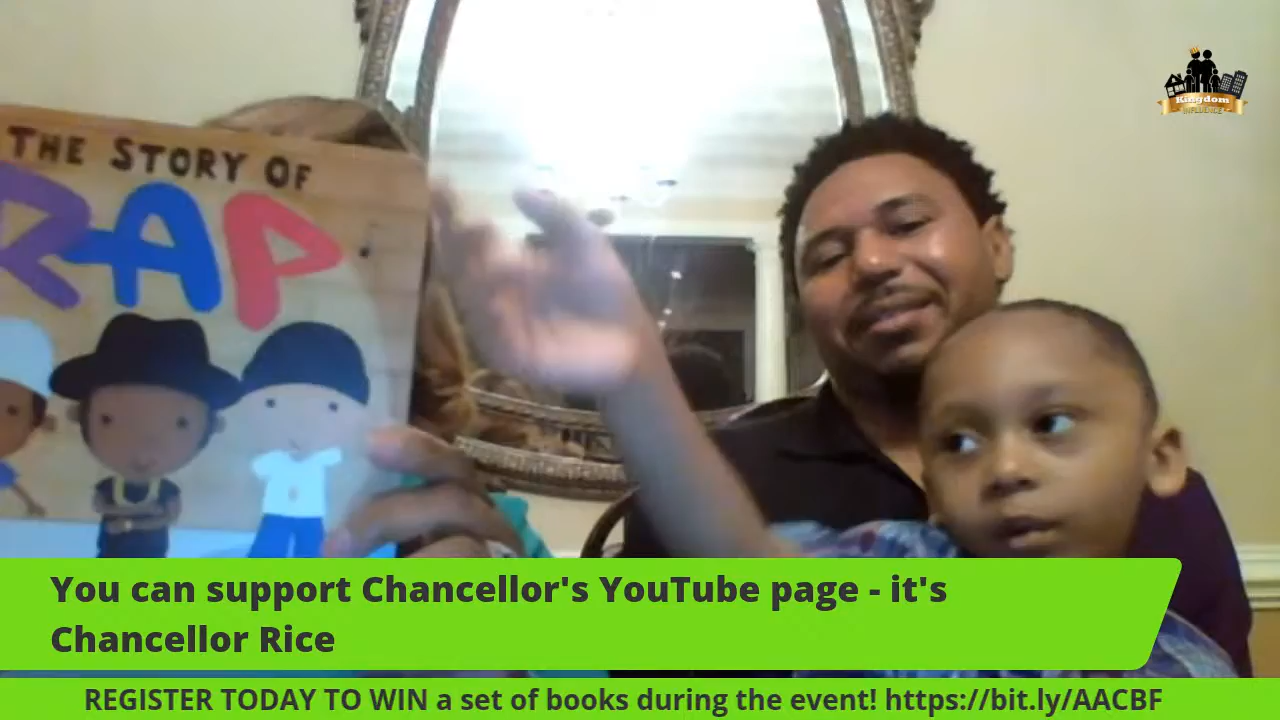 THE STORY OF
RAP
Kingdom
INFLUENCE
You can support Chancellor's YouTube page - it's
Chancellor Rice
REGISTER TODAY TO WIN a set of books during the event! https://bit.ly/AACBF